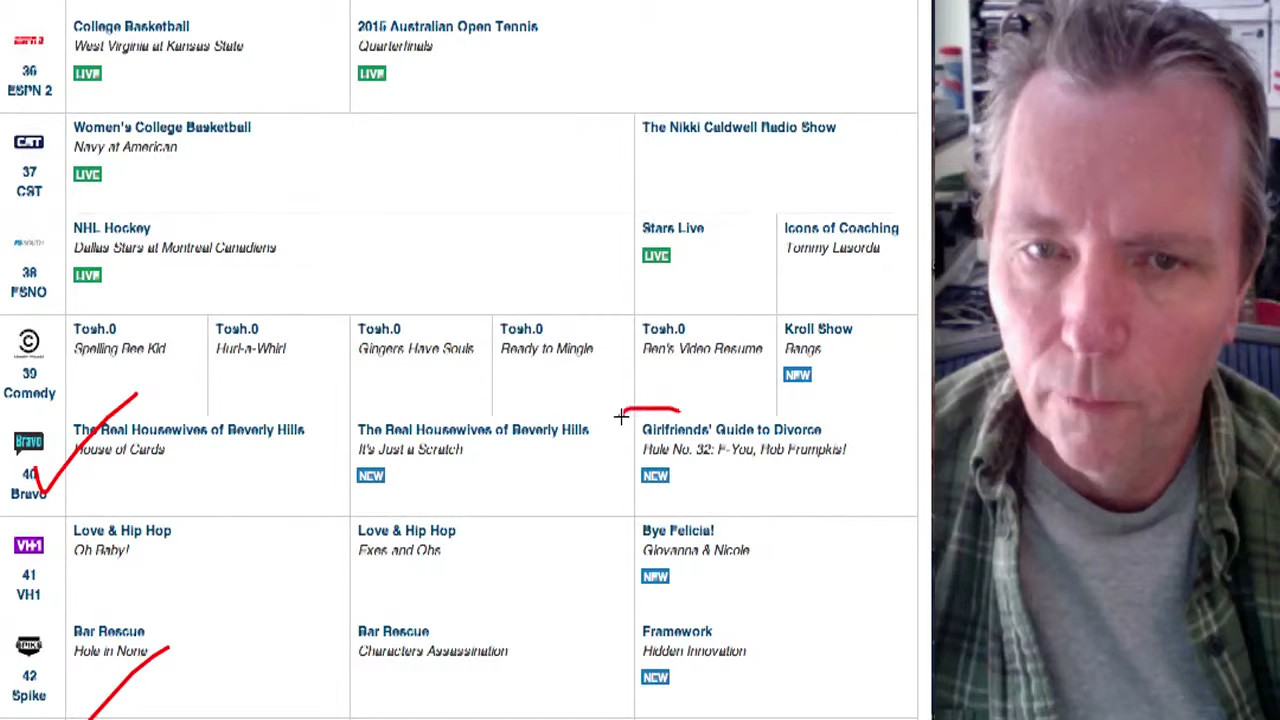 ESPN 2
College Basketball
West Virginia at Kansas State
LIVE
2015 Australian Open Tennis
Quarterfinals
LIVE
36
ESPN 2
CST
Women's College Basketball
Navy at American
LIVE
The Nikki Caldwell Radio Show
37
CST
NHL Hockey
Dallas Stars at Montreal Canadiens
LIVE
Stars Live
LIVE
Icons of Coaching
Tommy Lasorda
38
FSNO
Tosh.0
Spelling Bee Kid
Tosh.0
Hurl-a-Whirl
Tosh.0
Gingers Have Souls
Tosh.0
Ready to Mingle
Tosh.0
Ben's Video Resume
Kroll Show
Bangs
NEW
39
Comedy
Bravo
The Real Housewives of Beverly Hills
House of Cards
The Real Housewives of Beverly Hills
It's Just a Scratch
NEW
Girlfriends' Guide to Divorce
Rule No. 32: F-You, Rob Frumpkis!
NEW
40
Bravo
VH1
Love & Hip Hop
Oh Baby!
Love & Hip Hop
Exes and Ohs
Bye Felicia!
Giovanna & Nicole
NEW
41
VH1
SPIKE
Bar Rescue
Hole in None
Bar Rescue
Characters Assassination
Framework
Hidden Innovation
NEW
42
Spike